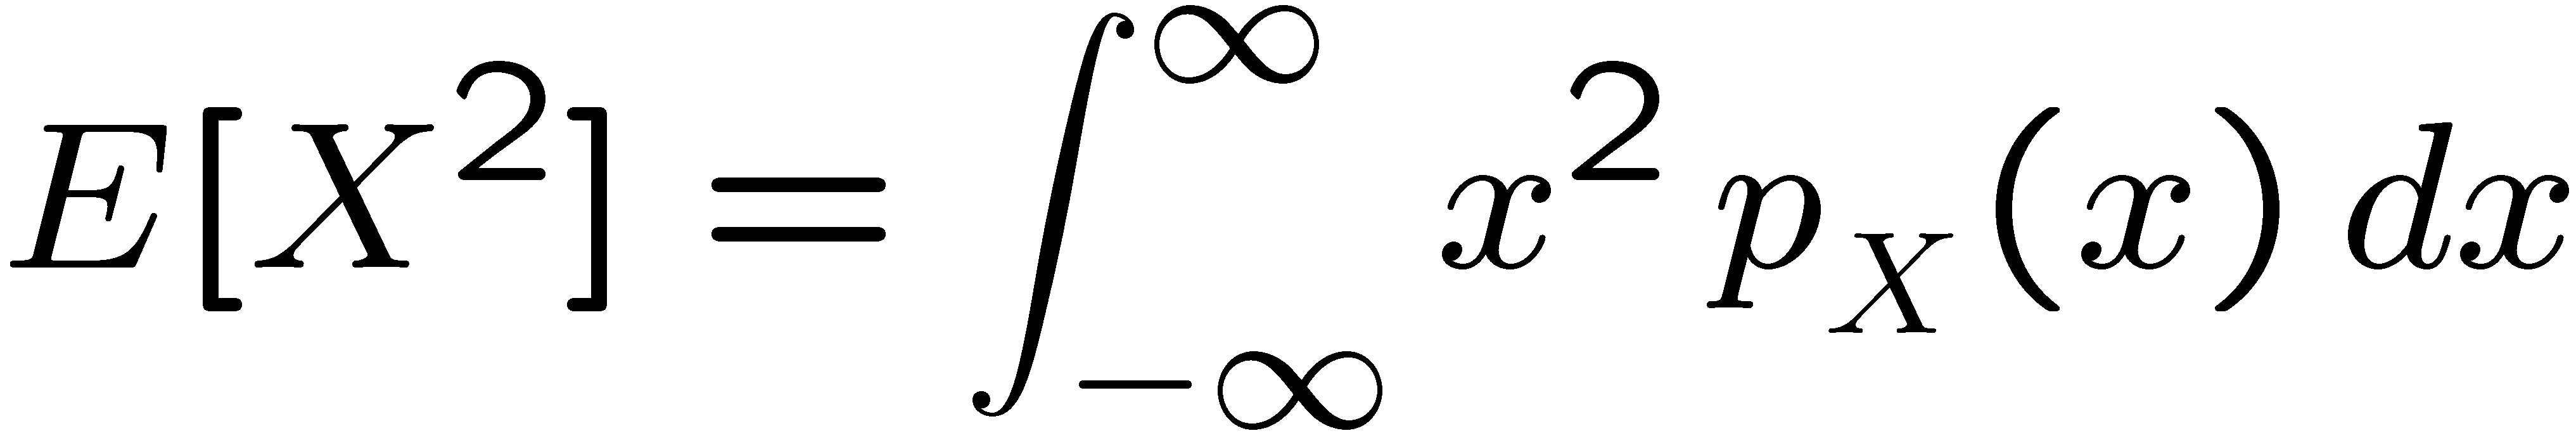 E[X^2] = \int_{-\infty}^{\infty} x^2 p_X(x) dx